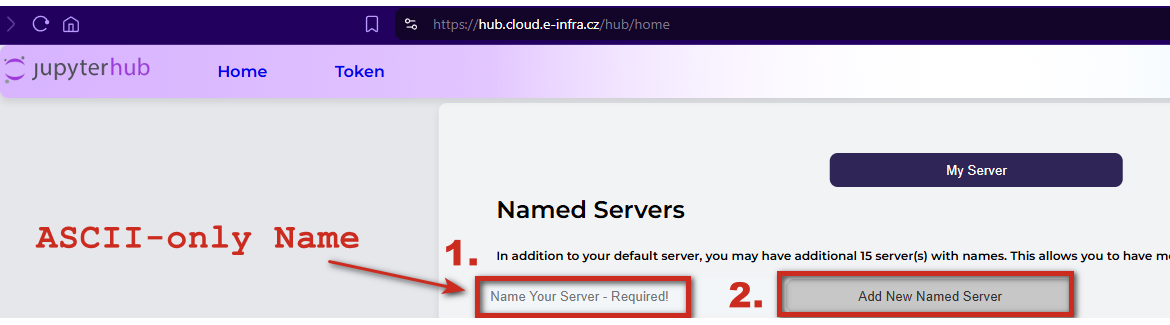 https://hub.cloud.e-infra.cz/hub/home
jupyterhub Home Token
My Server
Named Servers
ASCII-only Name
1. In addition to your default server, you may have additional 15 server(s) with names. This allows you to have
Name Your Server - Required! 2. Add New Named Server